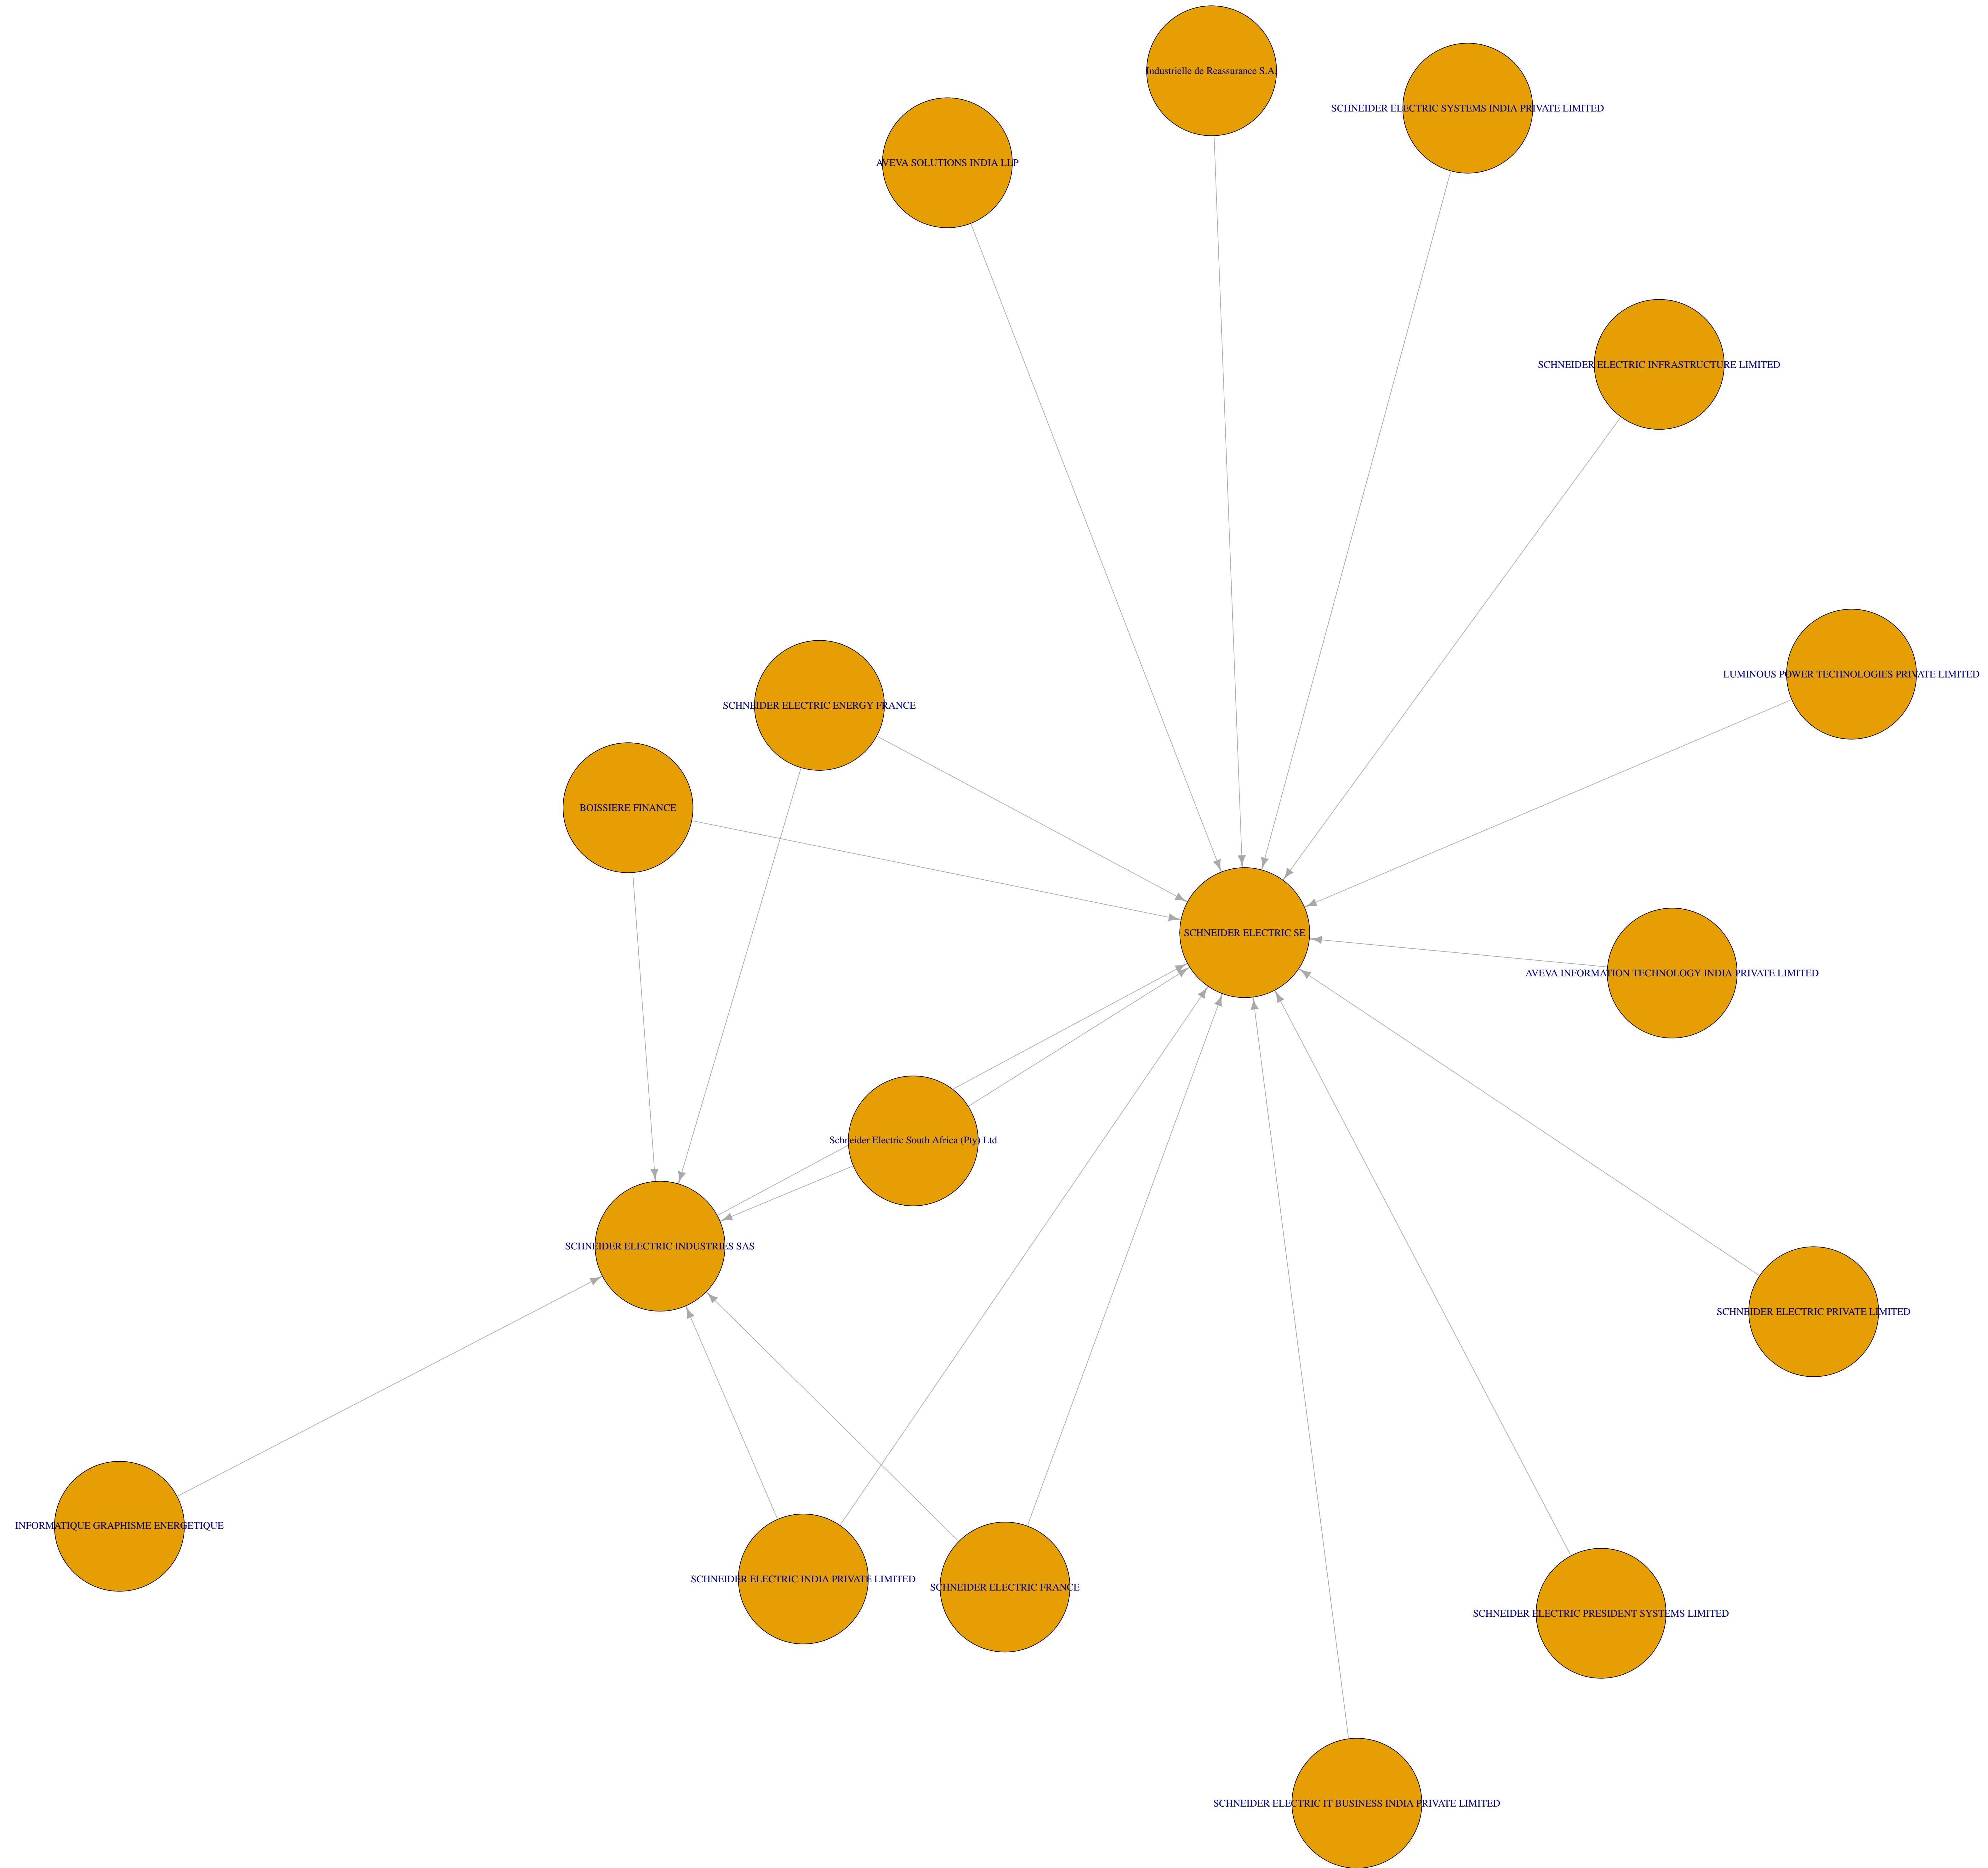 Industrielle de Reassurance S.A.
SCHNEIDER ELECTRIC SYSTEMS INDIA PRIVATE LIMITED
AVEVA SOLUTIONS INDIA LLP
SCHNEIDER ELECTRIC INFRASTRUCTURE LIMITED
LUMINOUS POWER TECHNOLOGIES PRIVATE LIMITED
SCHNEIDER ELECTRIC ENERGY FRANCE
BOISSIERE FINANCE
SCHNEIDER ELECTRIC SE
AVEVA INFORMATION TECHNOLOGY INDIA PRIVATE LIMITED
Schneider Electric South Africa (Pty) Ltd
SCHNEIDER ELECTRIC INDUSTRIES SAS
SCHNEIDER ELECTRIC PRIVATE LIMITED
INFORMATIQUE GRAPHISME ENERGETIQUE
SCHNEIDER ELECTRIC INDIA PRIVATE LIMITED
SCHNEIDER ELECTRIC FRANCE
SCHNEIDER ELECTRIC PRESIDENT SYSTEMS LIMITED
SCHNEIDER ELECTRIC IT BUSINESS INDIA PRIVATE LIMITED